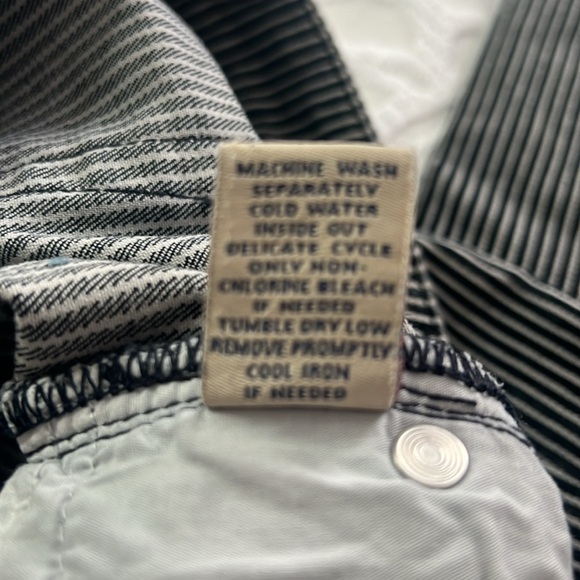 MACHINE WASH
SEPARATELY
COLD WATER
INSIDE OUT
DELICATE CYCLE
ONLY NON-
CHLORINE BLEACH
IF NEEDED
TUMBLE DRY LOW
REMOVE PROMPTLY
COOL IRON
IF NEEDED